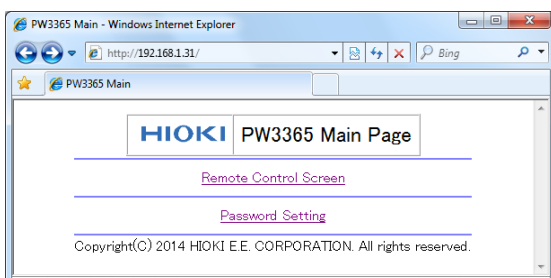 PW3365 Main - Windows Internet Explorer
http://192.168.1.31/
Bing
PW3365 Main
HIOKI PW3365 Main Page
Remote Control Screen
Password Setting
Copyright(C) 2014 HIOKI E.E. CORPORATION. All rights reserved.